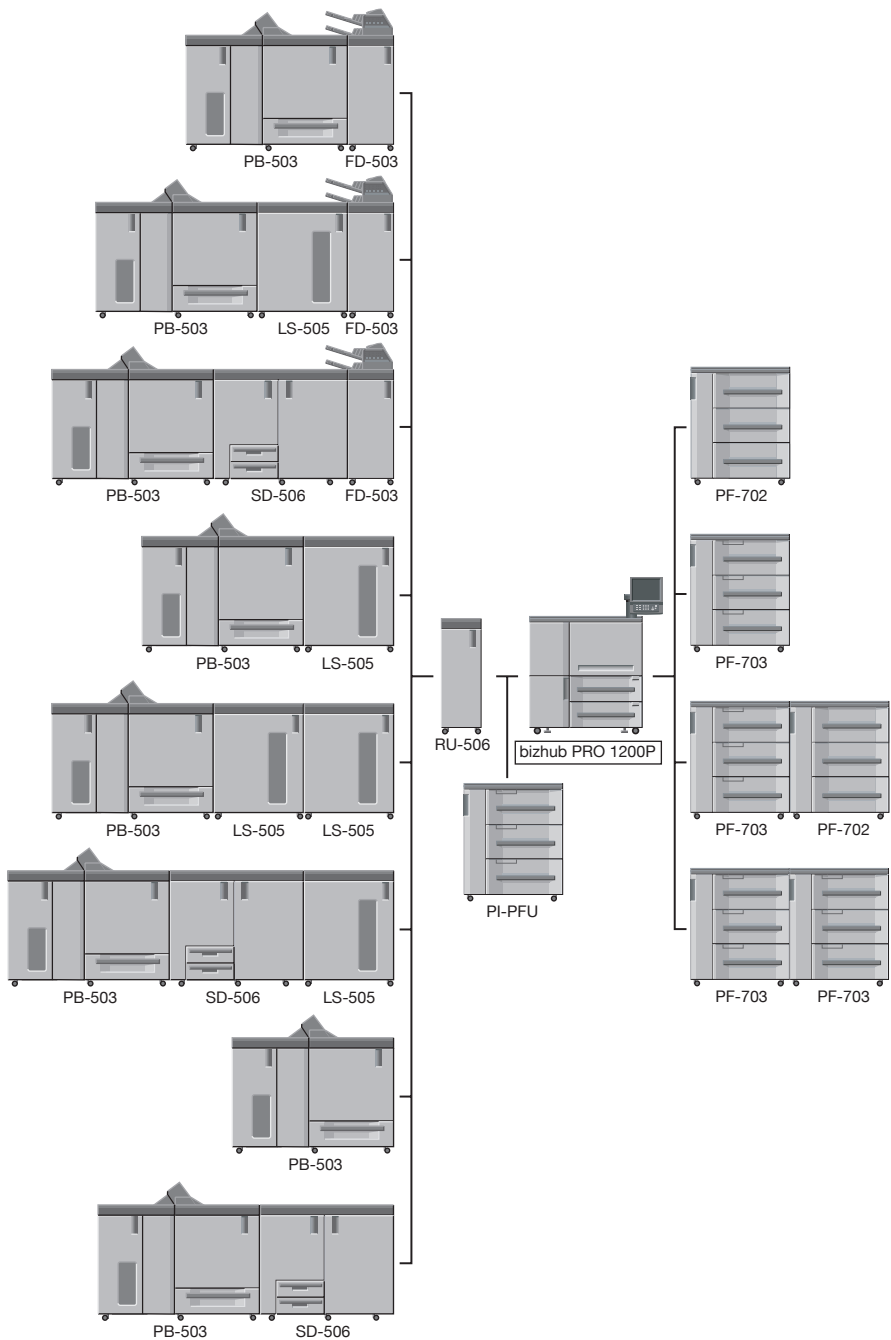 PB-503 FD-503
PB-503 LS-505 FD-503
PB-503 SD-506 FD-503
PB-503 LS-505
PB-503 LS-505 LS-505
PB-503 SD-506 LS-505
PB-503
PB-503 SD-506
RU-506
bizhub PRO 1200P
PI-PFU
PF-702
PF-703
PF-703 PF-702
PF-703 PF-703